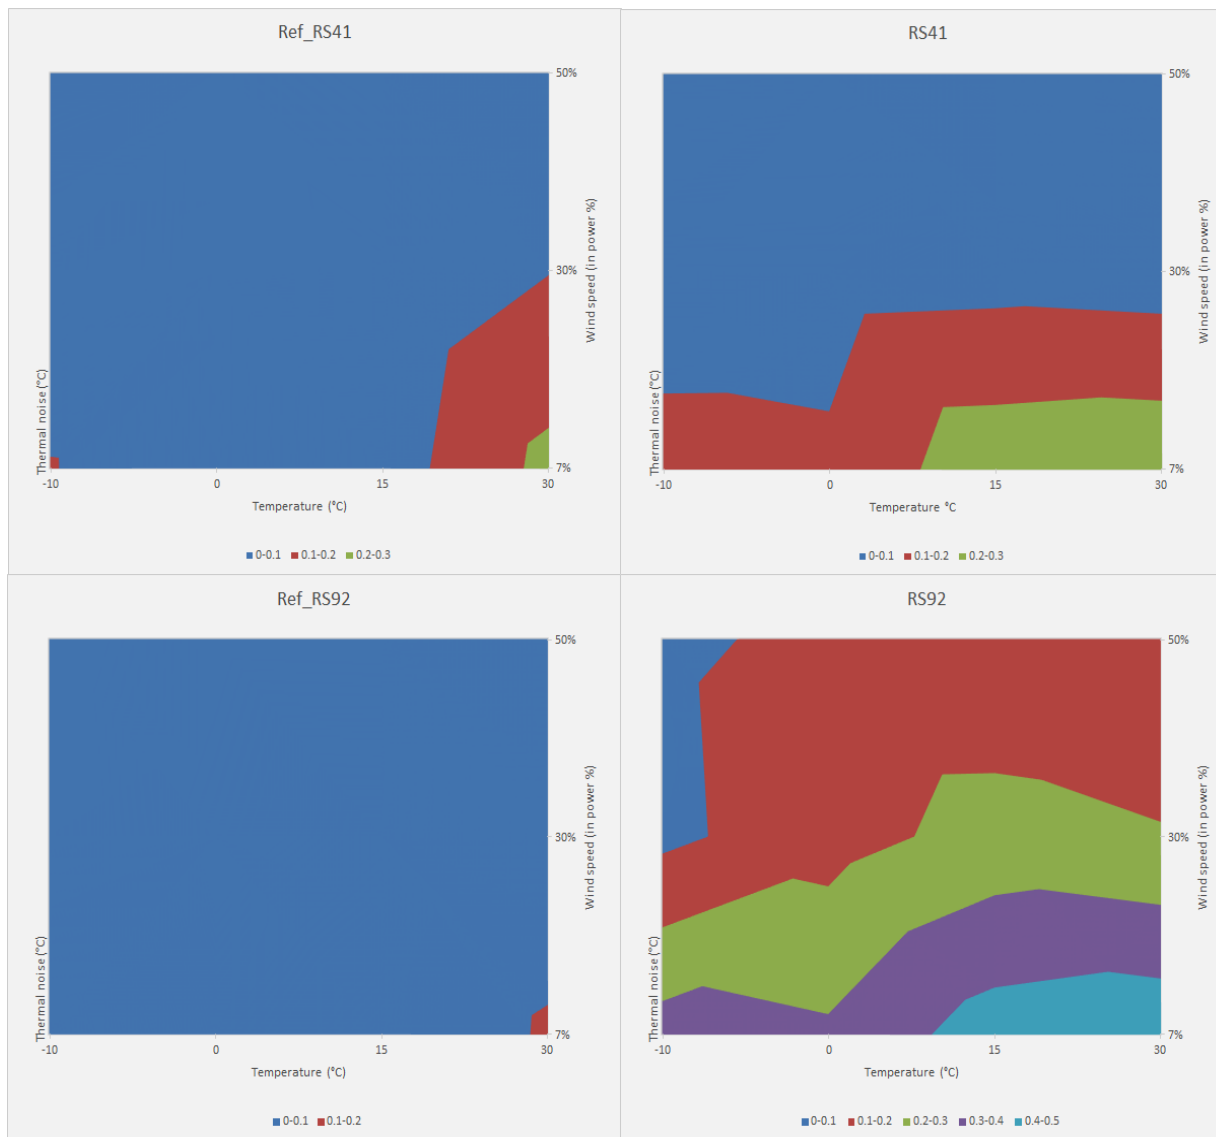 Ref_RS41
50%
30%
7%
Wind speed (in power %)
Thermal noise (°C)
-10 0 15 30
Temperature (°C)
0-0.1 0.1-0.2 0.2-0.3
RS41
50%
30%
7%
Wind speed (in power %)
Thermal noise (°C)
-10 0 15 30
Temperature °C
0-0.1 0.1-0.2 0.2-0.3
Ref_RS92
50%
30%
7%
Wind speed (in power %)
Thermal noise (°C)
-10 0 15 30
Temperature (°C)
0-0.1 0.1-0.2
RS92
50%
30%
7%
Wind speed (in power %)
Thermal noise (°C)
-10 0 15 30
Temperature (°C)
0-0.1 0.1-0.2 0.2-0.3 0.3-0.4 0.4-0.5